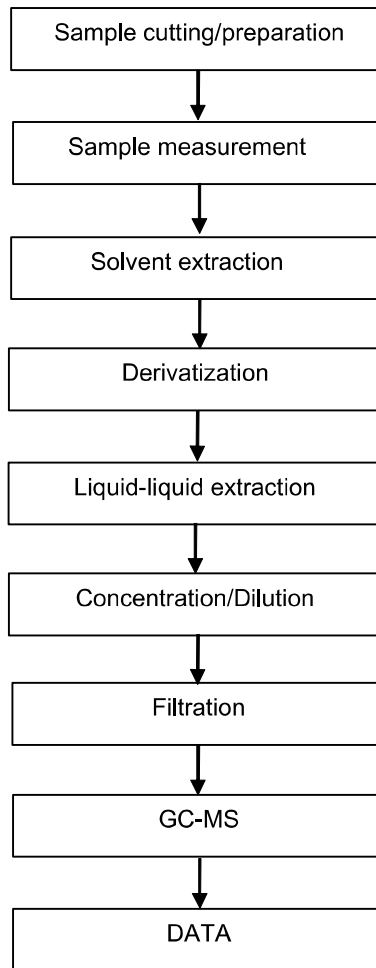 Sample cutting/preparation
Sample measurement
Solvent extraction
Derivatization
Liquid-liquid extraction
Concentration/Dilution
Filtration
GC-MS
DATA